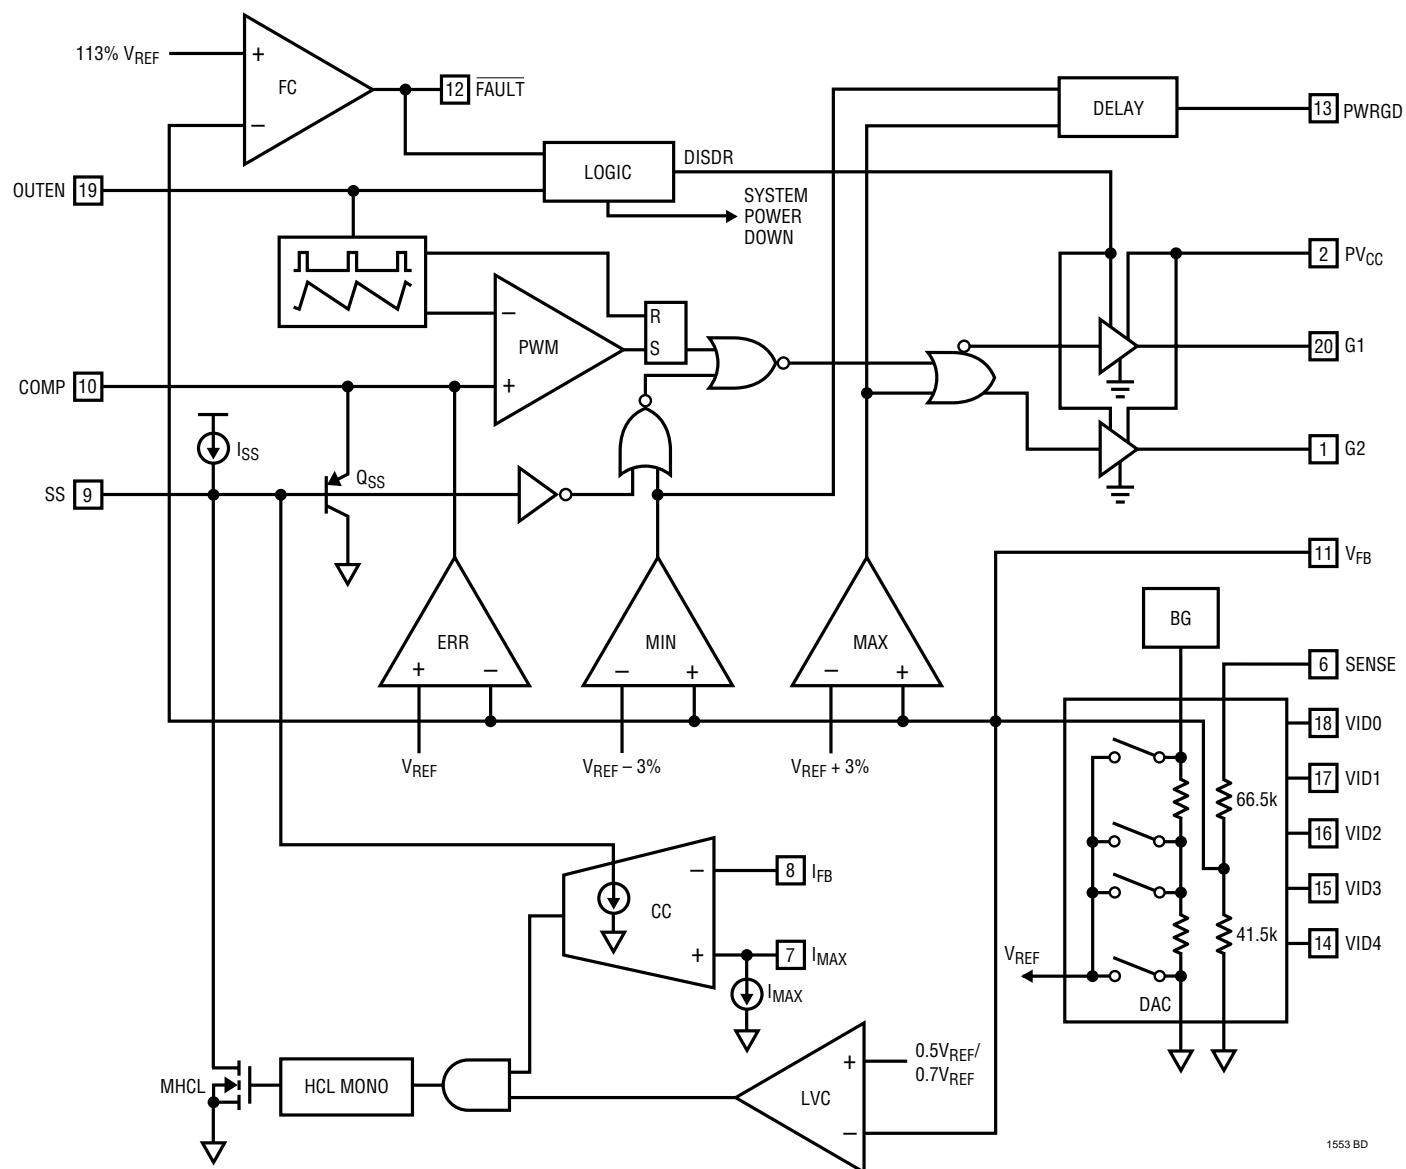 113% VREF
+
FC
–
12 FAULT
DELAY
13 PWRGD
OUTEN 19
LOGIC
DISDR
SYSTEM
POWER
DOWN
2 PVCC
–
PWM
+
R
S
20 G1
COMP 10
ISS
QSS
1 G2
SS 9
11 VFB
ERR
+ –
MIN
– +
MAX
– +
BG
6 SENSE
VREF
VREF – 3%
VREF + 3%
18 VID0
17 VID1
66.5k
16 VID2
15 VID3
41.5k
14 VID4
VREF
DAC
–
8 IFB
CC
+
7 IMAX
IMAX
MHCL
HCL MONO
LVC
+
0.5VREF/
0.7VREF
–
1553 BD